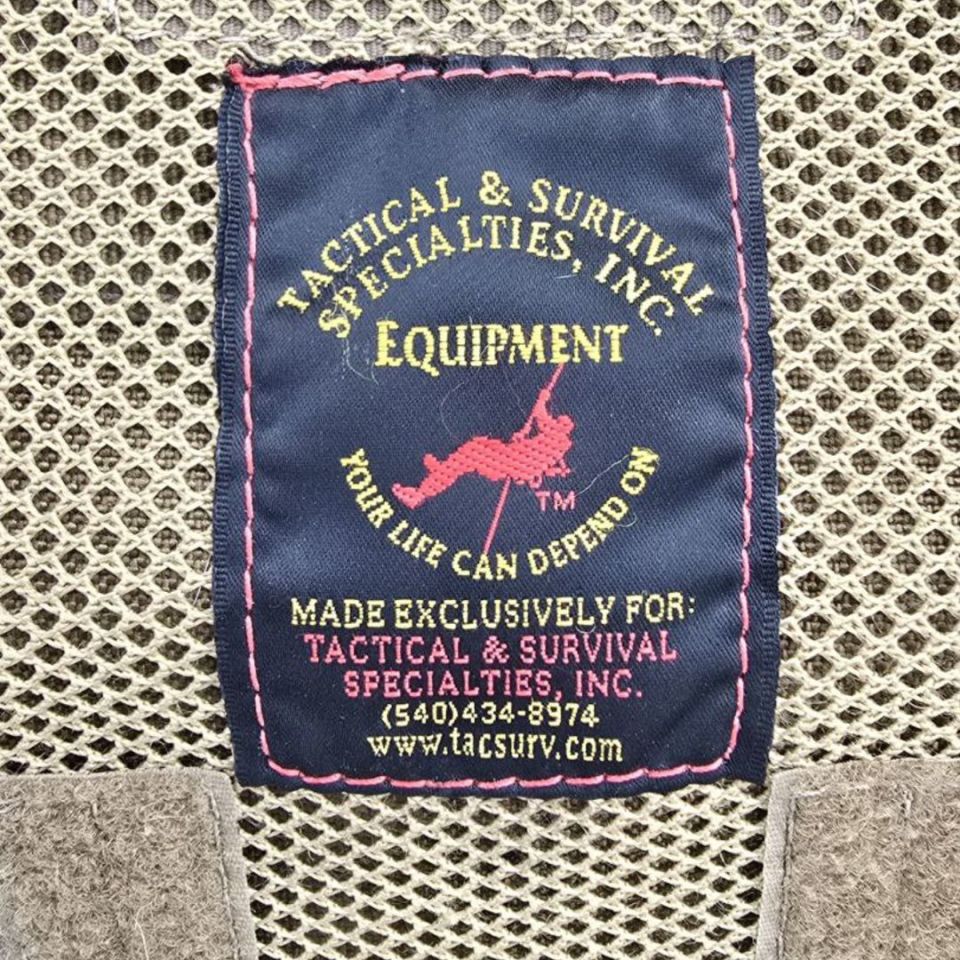 TACTICAL & SURVIVAL
SPECIALTIES, INC.
EQUIPMENT
TM
YOUR LIFE CAN DEPEND ON
MADE EXCLUSIVELY FOR:
TACTICAL & SURVIVAL
SPECIALTIES, INC.
(540)434-8974
www.tacsurv.com